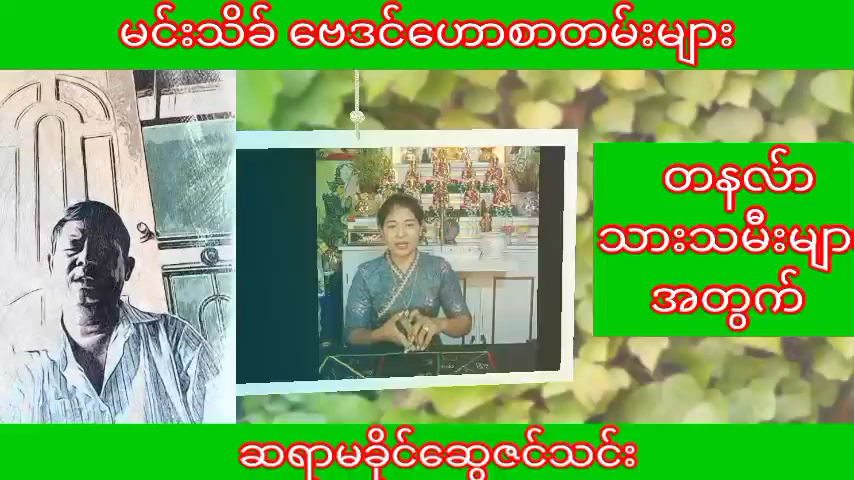 မင်းသိခ် ဗေဒင်ဟောစာတမ်းများ
တနင်္လာ
သားသမီးမျာ
အတွက်
ဆရာမခိုင်ဆွေဇင်သင်း